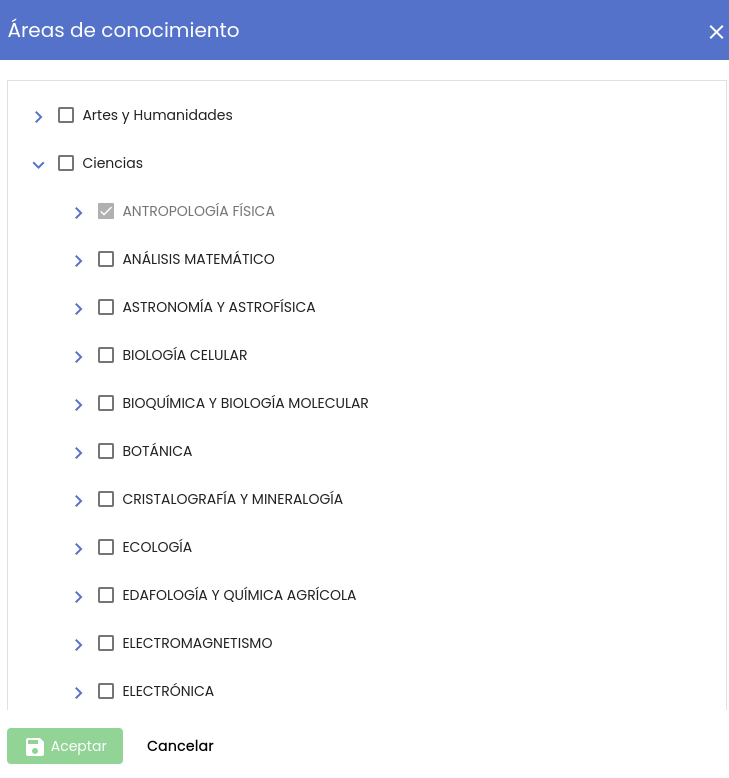 Áreas de conocimiento
Artes y Humanidades
Ciencias
ANTROPOLOGÍA FÍSICA
ANÁLISIS MATEMÁTICO
ASTRONOMÍA Y ASTROFÍSICA
BIOLOGÍA CELULAR
BIOQUÍMICA Y BIOLOGÍA MOLECULAR
BOTÁNICA
CRISTALOGRAFÍA Y MINERALOGÍA
ECOLOGÍA
EDAFOLOGÍA Y QUÍMICA AGRÍCOLA
ELECTROMAGNETISMO
ELECTRÓNICA
Aceptar Cancelar